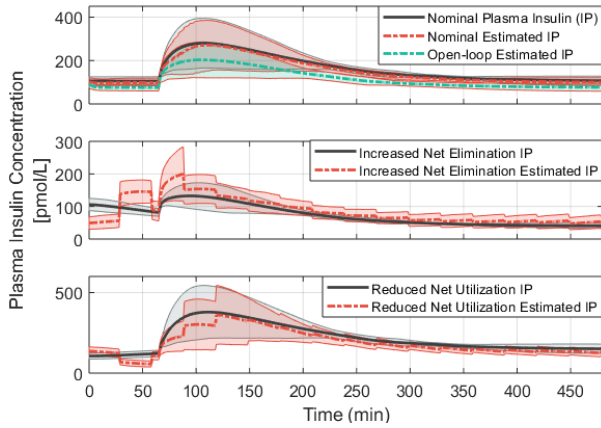 Plasma Insulin Concentration
[pmol/L]
400
200
0
Nominal Plasma Insulin (IP)
Nominal Estimated IP
Open-loop Estimated IP
300
200
100
0
Increased Net Elimination IP
Increased Net Elimination Estimated IP
500
0
Reduced Net Utilization IP
Reduced Net Utilization Estimated IP
0 50 100 150 200 250 300 350 400 450
Time (min)